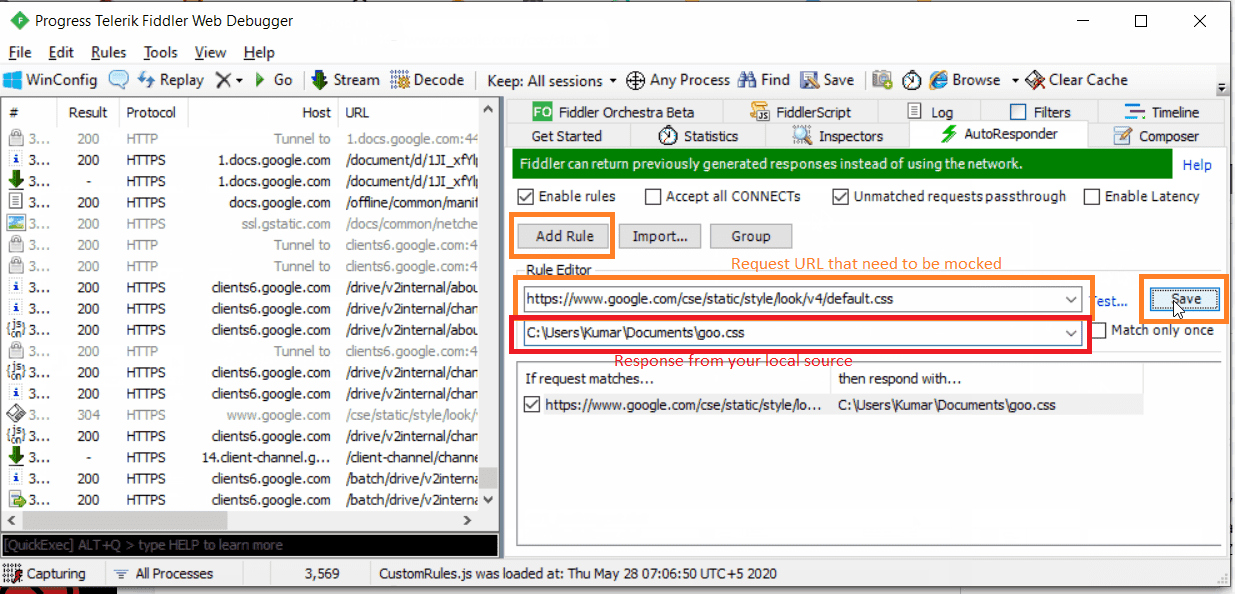 Progress Telerik Fiddler Web Debugger
File Edit Rules Tools View Help
WinConfig Replay Go Stream Decode Keep: All sessions Any Process Find Save Browse Clear Cache
# Result Protocol Host URL
3... 200 HTTP Tunnel to 1.docs.google.com:44
3... 200 HTTPS 1.docs.google.com /document/d/1JI_xfYl
3... - HTTPS 1.docs.google.com /document/d/1JI_xfYl
3... 200 HTTPS docs.google.com /offline/common/manif
3... 200 HTTPS ssl.gstatic.com /docs/common/netche
3... 200 HTTP Tunnel to clients6.google.com:4
3... 200 HTTP Tunnel to clients6.google.com:4
3... 200 HTTPS clients6.google.com /drive/v2internal/abou
3... 200 HTTPS clients6.google.com /drive/v2internal/chan
3... 200 HTTPS clients6.google.com /drive/v2internal/abou
3... 200 HTTP Tunnel to clients6.google.com:4
3... 200 HTTPS clients6.google.com /drive/v2internal/chan
3... 200 HTTPS clients6.google.com /drive/v2internal/chan
3... 304 HTTPS www.google.com /cse/static/style/look/v
3... 200 HTTPS clients6.google.com /drive/v2internal/chan
3... - HTTPS 14.client-channel.g... /client-channel/channe
3... 200 HTTPS clients6.google.com /batch/drive/v2interna
3... 200 HTTPS clients6.google.com /batch/drive/v2interna
[QuickExec] ALT+Q > type HELP to learn more
FO Fiddler Orchestra Beta FiddlerScript Log Filters Timeline
Get Started Statistics Inspectors AutoResponder Composer
Fiddler can return previously generated responses instead of using the network. Help
Enable rules Accept all CONNECTs Unmatched requests passthrough Enable Latency
Add Rule Import... Group
Request URL that need to be mocked
Rule Editor
https://www.google.com/cse/static/style/look/v4/default.css Test... Save
C:\Users\Kumar\Documents\goo.css Match only once
Response from your local source
If request matches... then respond with...
https://www.google.com/cse/static/style/lo... C:\Users\Kumar\Documents\goo.css
Capturing All Processes 3,569 CustomRules.js was loaded at: Thu May 28 07:06:50 UTC+5 2020